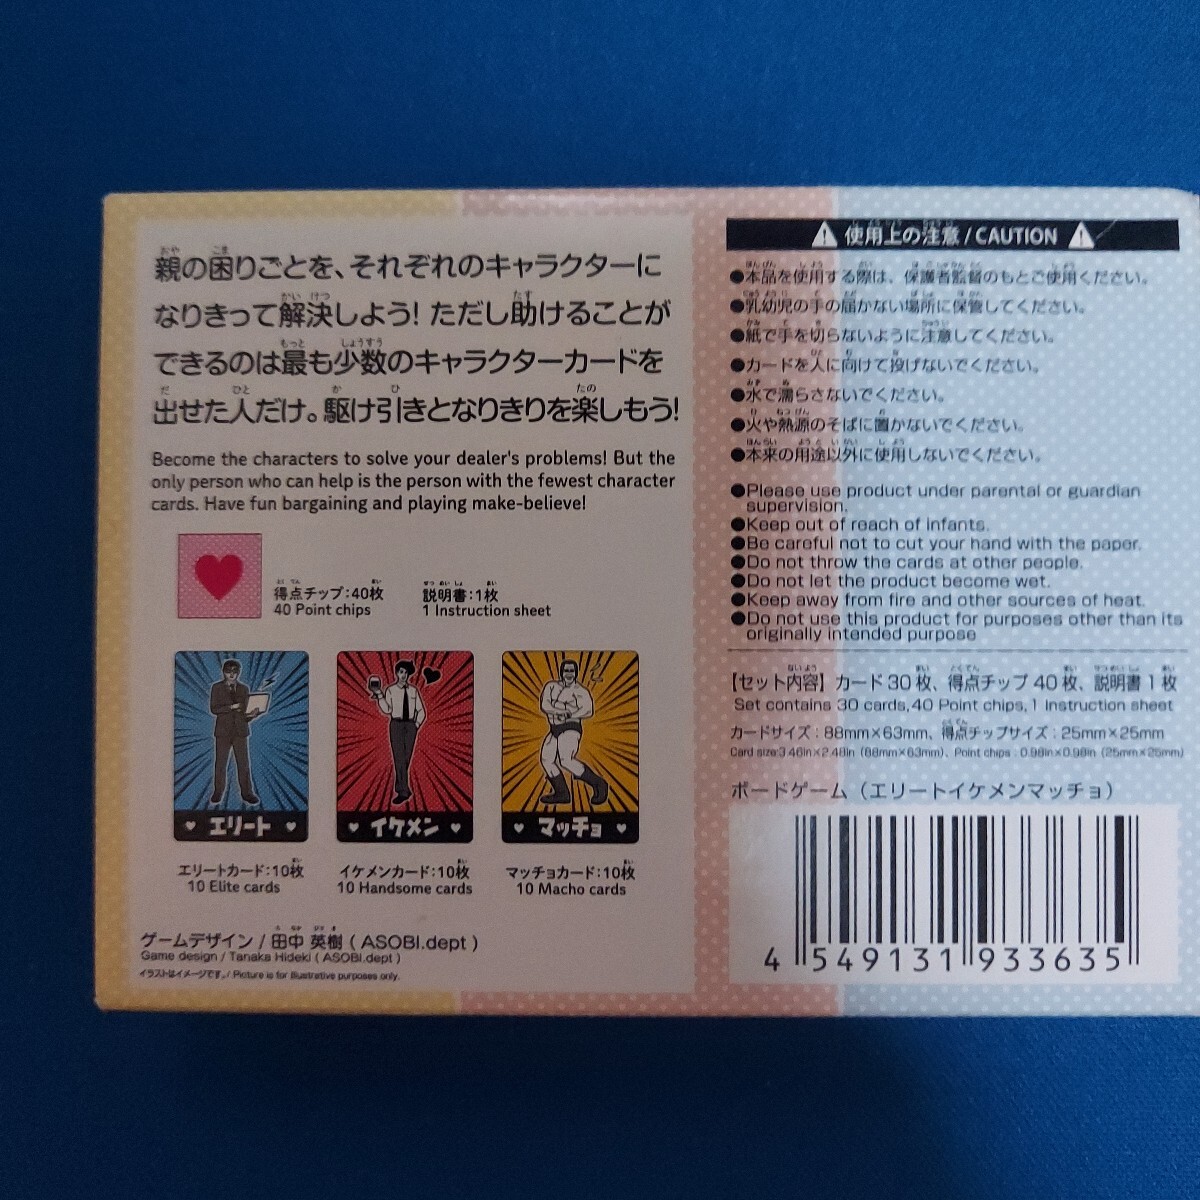 親の困りごとを、それぞれのキャラクターに
なりきって解決しよう! ただし助けることが
できるのは最も少数のキャラクターカードを
出せた人だけ。駆け引きとなりきりを楽しもう!
Become the characters to solve your dealer's problems! But the
only person who can help is the person with the fewest character
cards. Have fun bargaining and playing make-believe!
得点チップ:40枚
40 Point chips
説明書:1枚
1 Instruction sheet
エリート
イケメン
マッチョ
エリートカード:10枚
10 Elite cards
イケメンカード:10枚
10 Handsome cards
マッチョカード:10枚
10 Macho cards
ゲームデザイン / 田中 英樹 ( ASOBI.dept )
Game design / Tanaka Hideki ( ASOBI.dept )
イラストはイメージです。/ Picture is for illustrative purposes only.
使用上の注意 / CAUTION
●本品を使用する際は、保護者監督のもとご使用ください。
●乳幼児の手の届かない場所に保管してください。
●紙で手を切らないように注意してください。
●カードを人に向けて投げないでください。
●水で濡らさないでください。
●火や熱源のそばに置かないでください。
●本来の用途以外に使用しないでください。
●Please use product under parental or guardian
supervision.
●Keep out of reach of infants.
●Be careful not to cut your hand with the paper.
●Do not throw the cards at other people.
●Do not let the product become wet.
●Keep away from fire and other sources of heat.
●Do not use this product for purposes other than its
originally intended purpose
【セット内容】カード30枚、得点チップ40枚、説明書1枚
Set contains 30 cards, 40 Point chips, 1 Instruction sheet
カードサイズ:88mm×63mm、得点チップサイズ:25mm×25mm
Card size:3.46in×2.48in (88mm×63mm)、Point chips : 0.98in×0.98in (25mm×25mm)
ボードゲーム(エリートイケメンマッチョ)
4 549131 933635